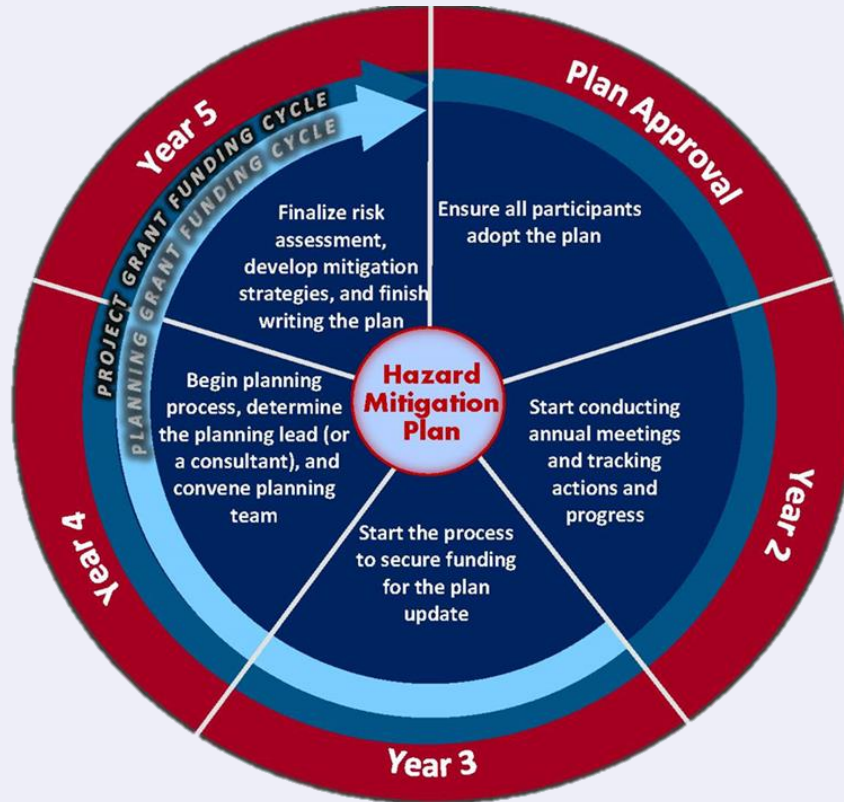 Plan Approval
Ensure all participants
adopt the plan
Year 2
Start conducting
annual meetings
and tracking
actions and
progress
Year 3
Start the process
to secure funding
for the plan
update
Year 4
Begin planning
process, determine
the planning lead (or
a consultant), and
convene planning
team
Year 5
Finalize risk
assessment,
develop mitigation
strategies, and finish
writing the plan
PROJECT GRANT FUNDING CYCLE
PLANNING GRANT FUNDING CYCLE
Hazard
Mitigation
Plan